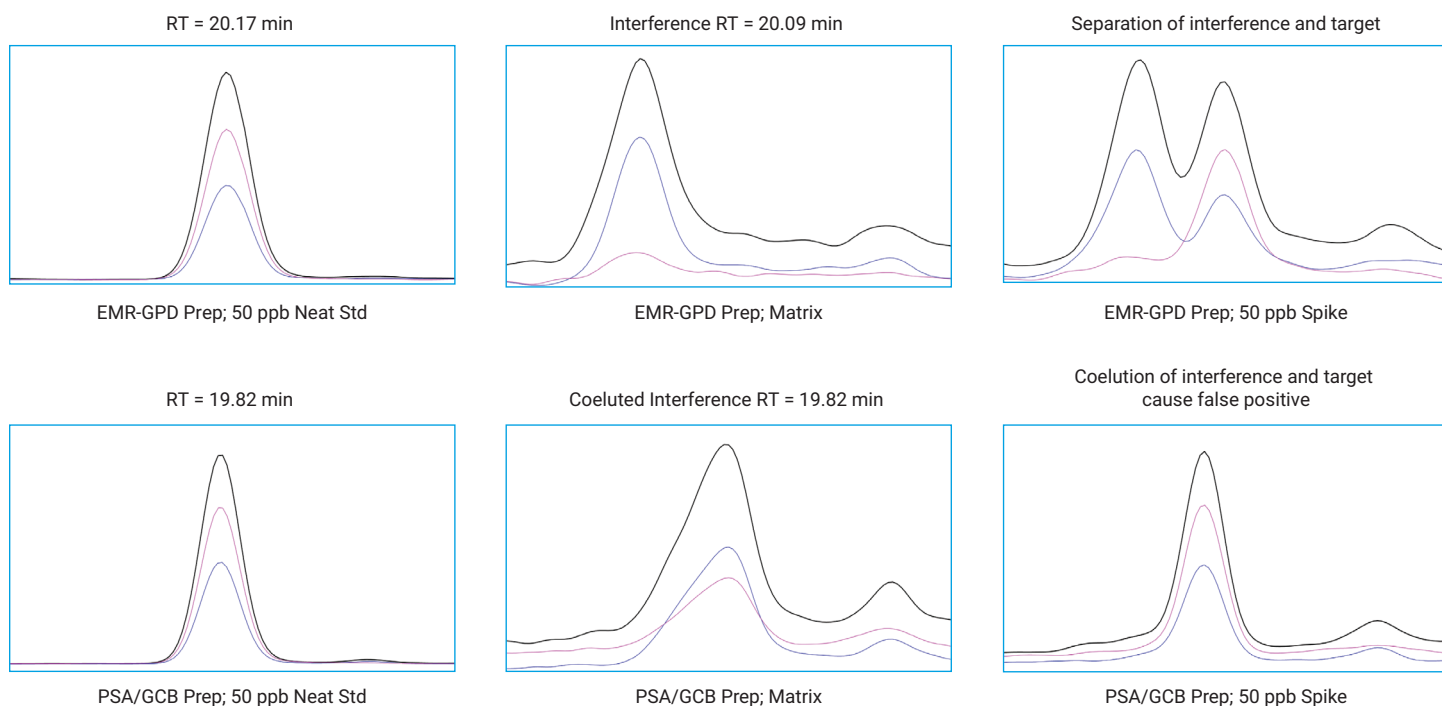 RT = 20.17 min
Interference RT = 20.09 min
Separation of interference and target
EMR-GPD Prep; 50 ppb Neat Std
EMR-GPD Prep; Matrix
EMR-GPD Prep; 50 ppb Spike
RT = 19.82 min
Coeluted Interference RT = 19.82 min
Coelution of interference and target
cause false positive
PSA/GCB Prep; 50 ppb Neat Std
PSA/GCB Prep; Matrix
PSA/GCB Prep; 50 ppb Spike